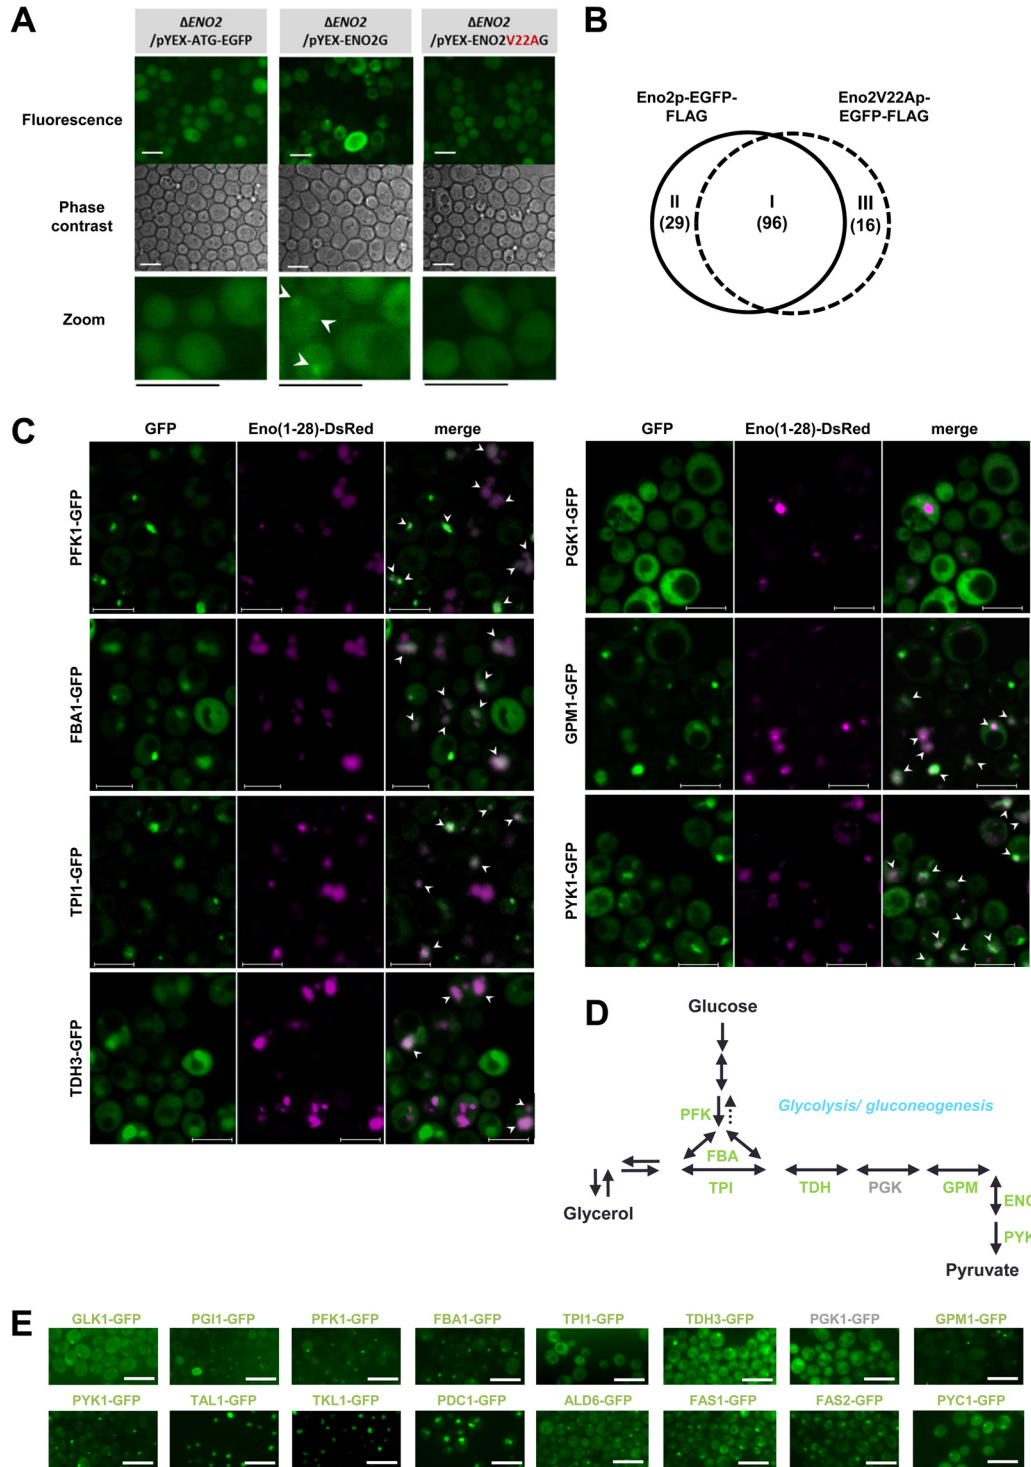 A
ΔENO2
/pYEX-ATG-EGFP
ΔENO2
/pYEX-ENO2G
ΔENO2
/pYEX-ENO2V22AG
Fluorescence
Phase
contrast
Zoom
B
Eno2p-EGFP-
FLAG
Eno2V22Ap-
EGFP-FLAG
II
(29)
I
(96)
III
(16)
C
GFP
Eno(1-28)-DsRed
merge
PFK1-GFP
FBA1-GFP
TPI1-GFP
TDH3-GFP
GFP
Eno(1-28)-DsRed
merge
PGK1-GFP
GPM1-GFP
PYK1-GFP
D
Glucose
Glycolysis/ gluconeogenesis
PFK
FBA
TPI
TDH
PGK
GPM
ENO
PYK
Glycerol
Pyruvate
E
GLK1-GFP
PGI1-GFP
PFK1-GFP
FBA1-GFP
TPI1-GFP
TDH3-GFP
PGK1-GFP
GPM1-GFP
PYK1-GFP
TAL1-GFP
TKL1-GFP
PDC1-GFP
ALD6-GFP
FAS1-GFP
FAS2-GFP
PYC1-GFP